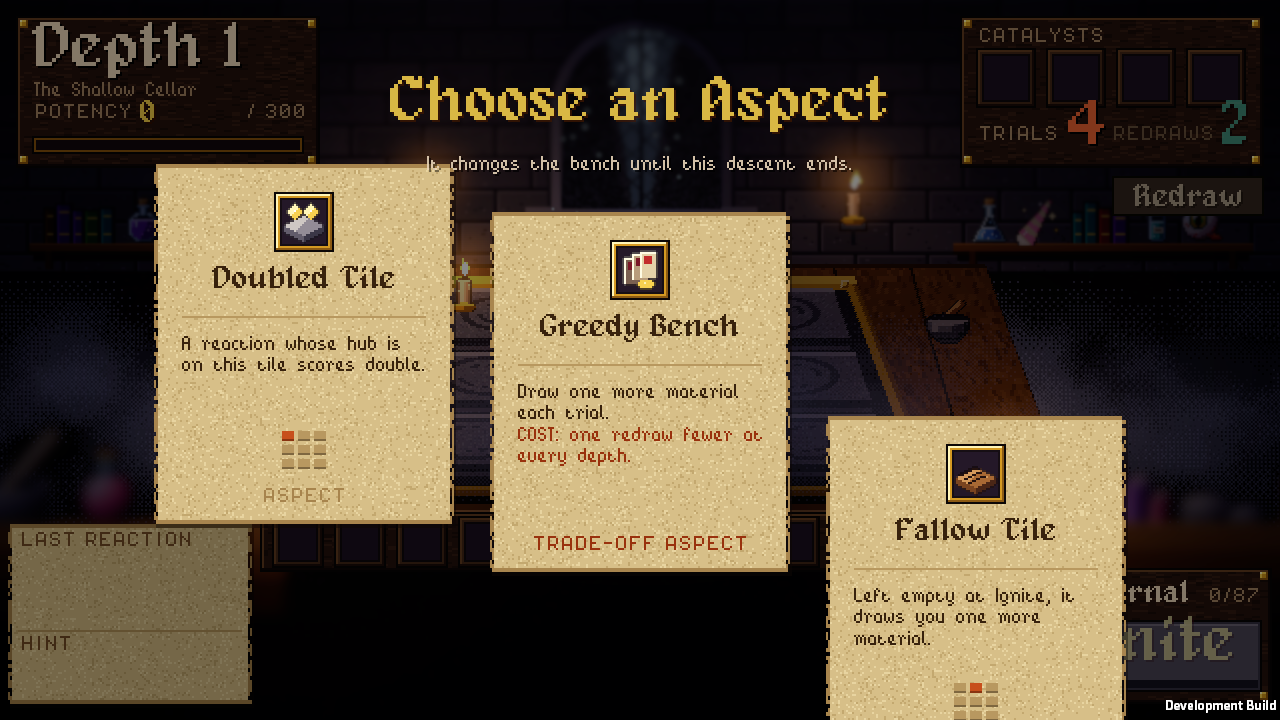 Depth 1
The Shallow Cellar
POTENCY 0 / 300
Choose an Aspect
It changes the bench until this descent ends.
CATALYSTS
TRIALS 4 REDRAWS 2
Redraw
Doubled Tile
A reaction whose hub is
on this tile scores double.
ASPECT
Greedy Bench
Draw one more material
each trial.
COST: one redraw fewer at
every depth.
TRADE-OFF ASPECT
Fallow Tile
Left empty at Ignite, it
draws you one more
material.
LAST REACTION
HINT
rnal 0/87
nite
Development Build